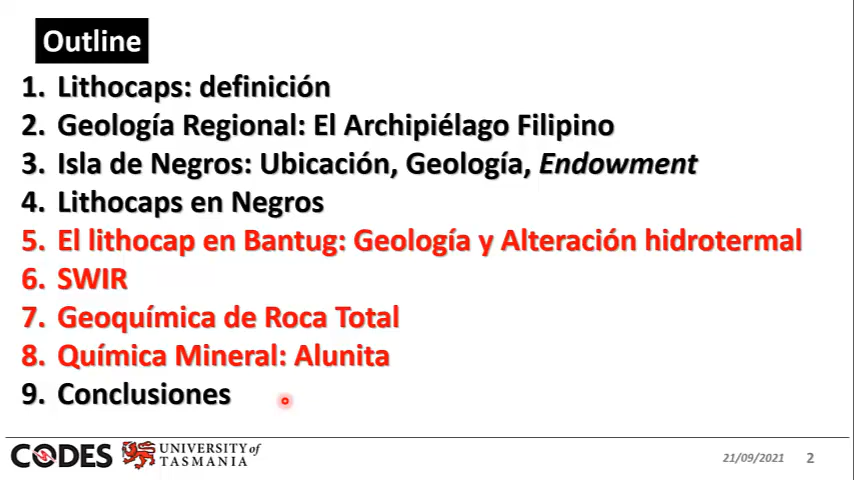 Outline
1. Lithocaps: definición
2. Geología Regional: El Archipiélago Filipino
3. Isla de Negros: Ubicación, Geología, Endowment
4. Lithocaps en Negros
5. El lithocap en Bantug: Geología y Alteración hidrotermal
6. SWIR
7. Geoquímica de Roca Total
8. Química Mineral: Alunita
9. Conclusiones
CODES
UNIVERSITY of
TASMANIA
21/09/2021 2